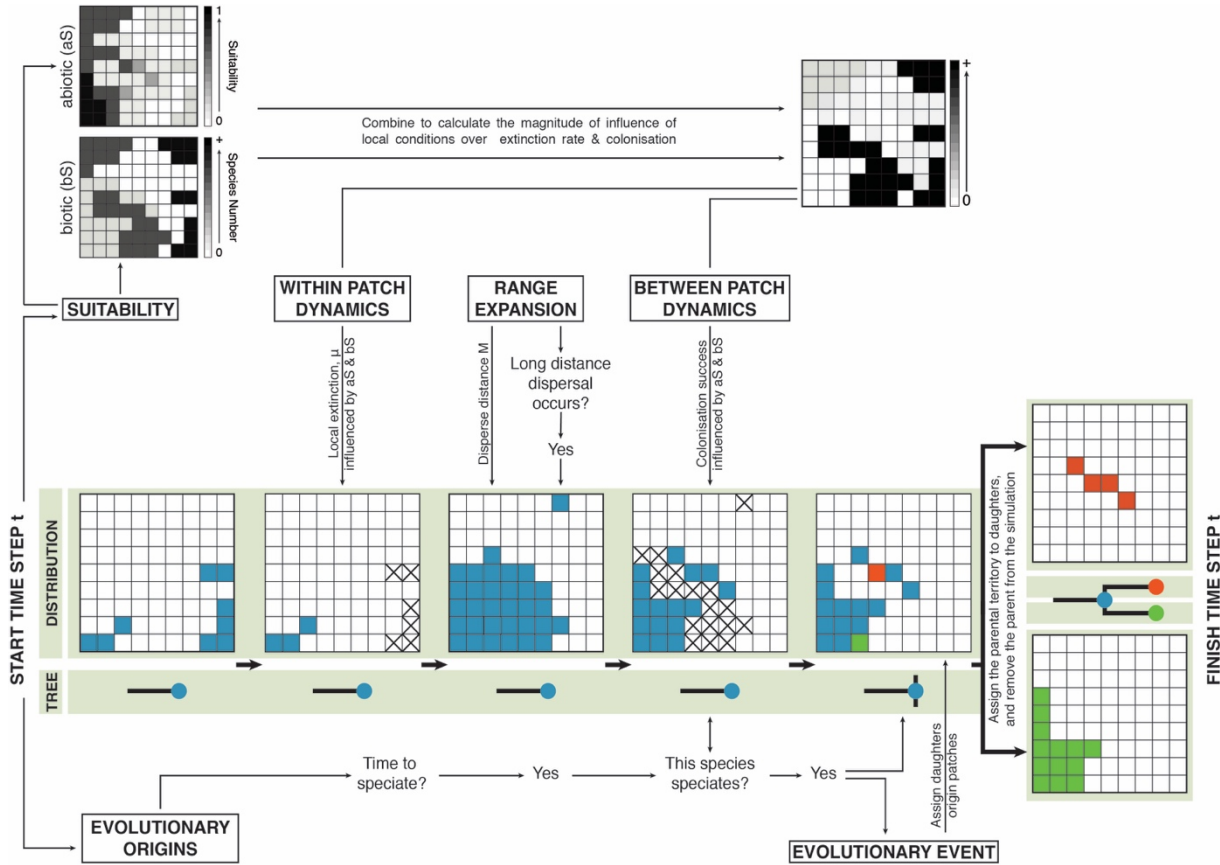 abiotic (aS)
1
Suitability
0
biotic (bS)
+
Species Number
0
Combine to calculate the magnitude of influence of
local conditions over extinction rate & colonisation
+
0
SUITABILITY
WITHIN PATCH
DYNAMICS
RANGE
EXPANSION
BETWEEN PATCH
DYNAMICS
Local extinction, μ
influenced by aS & bS
Disperse distance M
Long distance
dispersal
occurs?
Yes
Colonisation success
influenced by aS & bS
START TIME STEP t
DISTRIBUTION
TREE
Assign the parental territory to daughters,
and remove the parent from the simulation
FINISH TIME STEP t
Time to
speciate?
Yes
This species
speciates?
Yes
Assign daughters
origin patches
EVOLUTIONARY
ORIGINS
EVOLUTIONARY EVENT